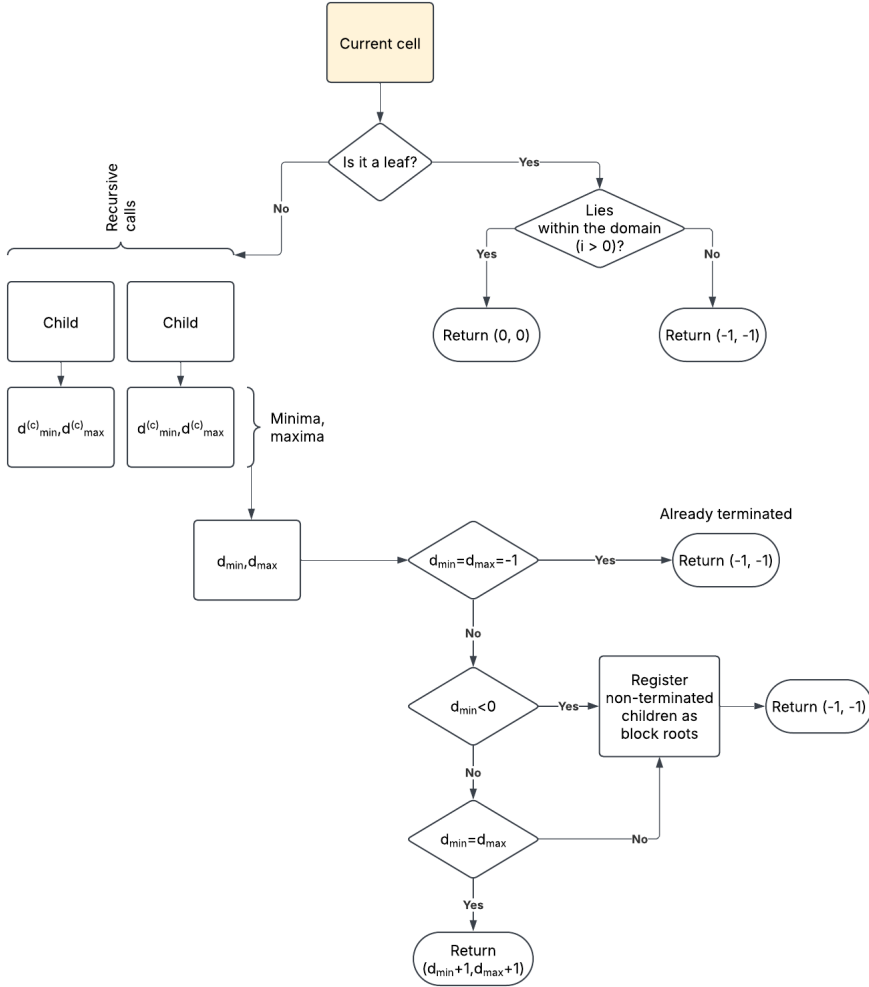 Current cell
Is it a leaf?
Yes
No
Recursive
calls
Lies
within the domain
(i > 0)?
Yes
No
Return (0, 0)
Return (-1, -1)
Child
Child
d⁽ᶜ⁾ₘᵢₙ,d⁽ᶜ⁾ₘₐₓ
d⁽ᶜ⁾ₘᵢₙ,d⁽ᶜ⁾ₘₐₓ
Minima,
maxima
dₘᵢₙ,dₘₐₓ
dₘᵢₙ=dₘₐₓ=-1
Yes
Already terminated
Return (-1, -1)
No
dₘᵢₙ<0
Yes
Register
non-terminated
children as
block roots
Return (-1, -1)
No
dₘᵢₙ=dₘₐₓ
No
Yes
Return
(dₘᵢₙ+1,dₘₐₓ+1)